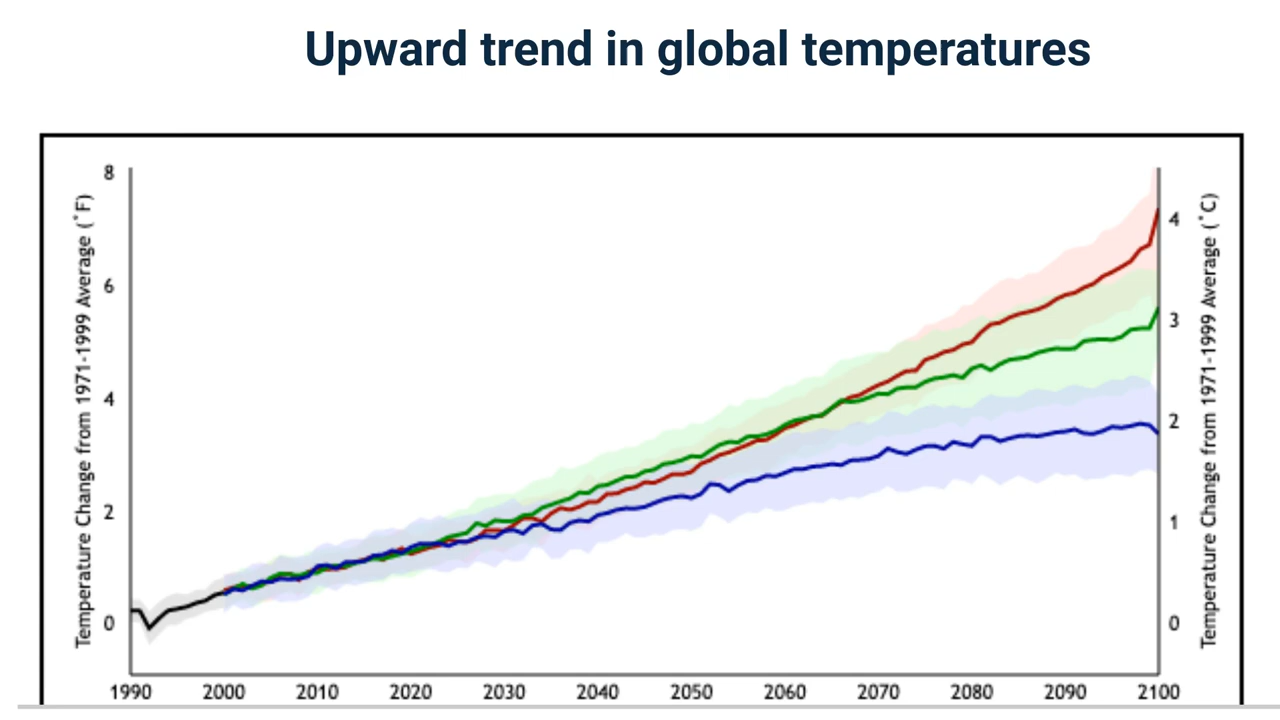 Upward trend in global temperatures
Temperature Change from 1971-1999 Average (˚F)
8
6
4
2
0
4
3
2
1
0
Temperature Change from 1971-1999 Average (˚C)
1990 2000 2010 2020 2030 2040 2050 2060 2070 2080 2090 2100